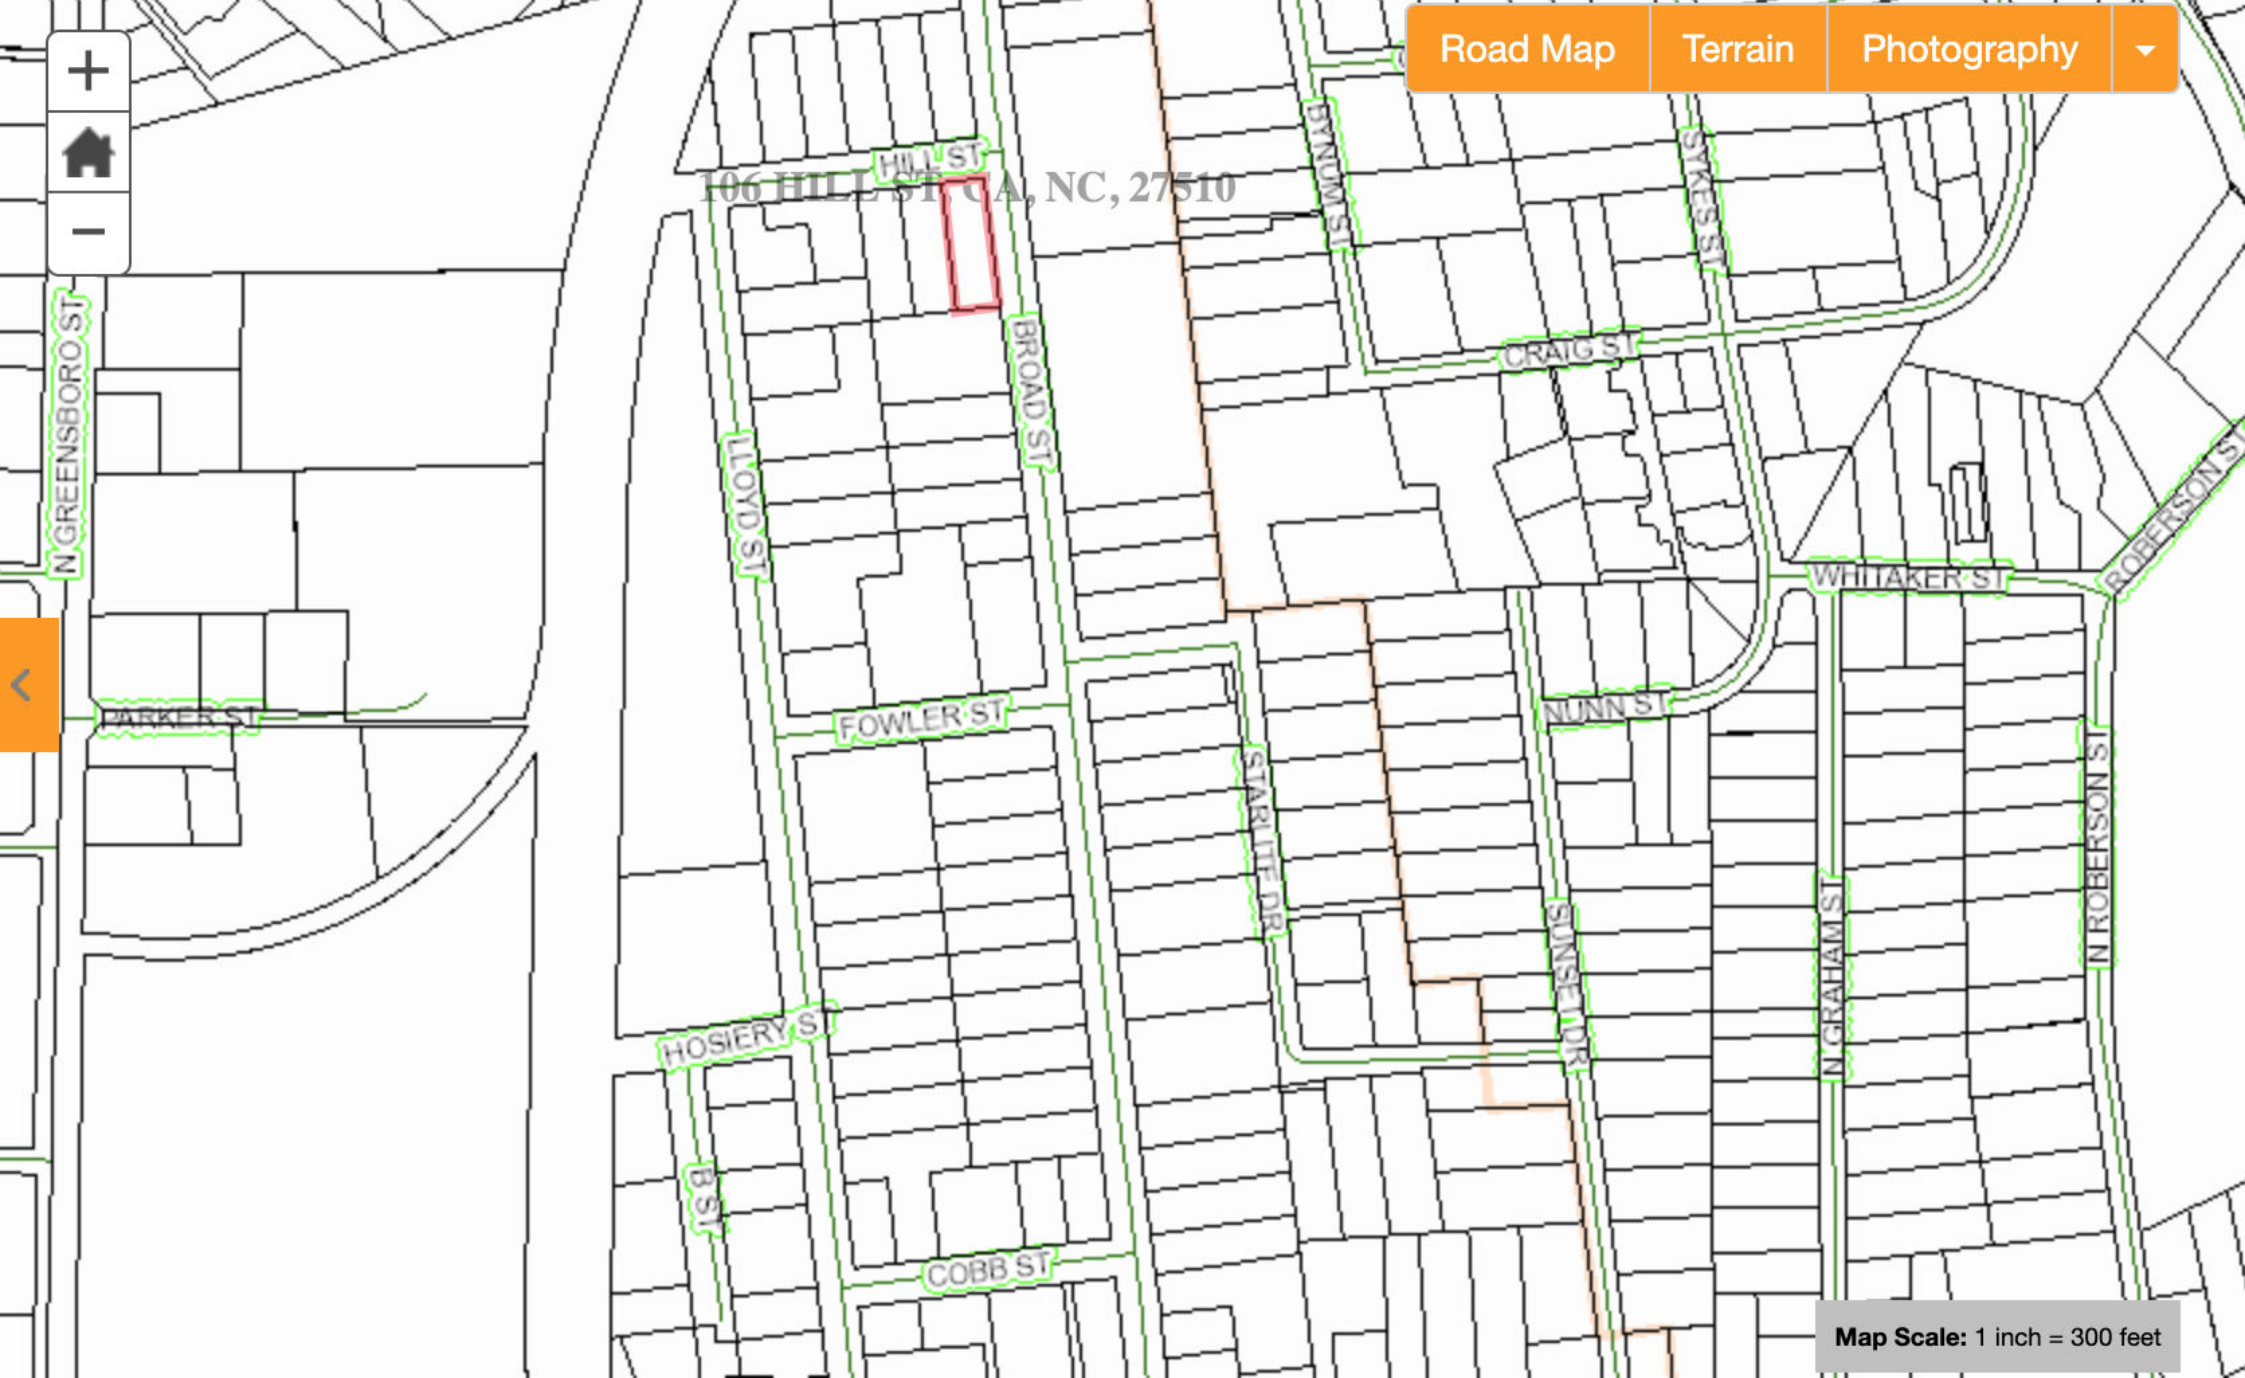 Road Map
Terrain
Photography
+
−
HILL ST
106 HILL ST, CA, NC, 27510
BYNUM ST
SYKES ST
N GREENSBORO ST
BROAD ST
CRAIG ST
LLOYD ST
ROBERSON ST
WHITAKER ST
PARKER ST
FOWLER ST
NUNN ST
STARLITE DR
N ROBERSON ST
SUNSET DR
N GRAHAM ST
HOSIERY ST
B ST
COBB ST
Map Scale: 1 inch = 300 feet